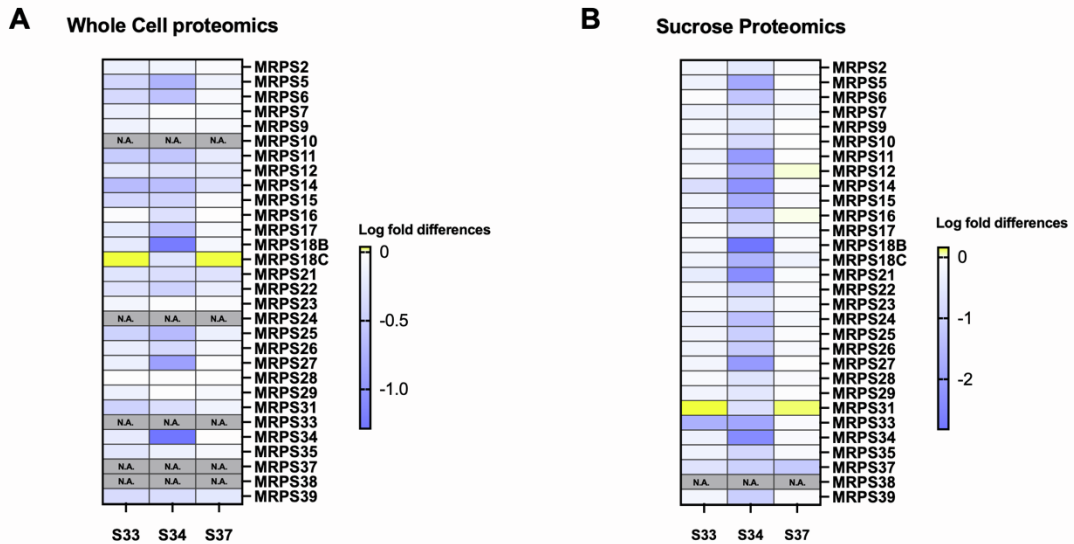 A
Whole Cell proteomics
MRPS2
MRPS5
MRPS6
MRPS7
MRPS9
N.A. N.A. N.A. MRPS10
MRPS11
MRPS12
MRPS14
MRPS15
MRPS16
MRPS17
MRPS18B
MRPS18C
MRPS21
MRPS22
MRPS23
N.A. N.A. N.A. MRPS24
MRPS25
MRPS26
MRPS27
MRPS28
MRPS29
MRPS31
N.A. N.A. N.A. MRPS33
MRPS34
MRPS35
N.A. N.A. N.A. MRPS37
N.A. N.A. N.A. MRPS38
MRPS39
S33 S34 S37
Log fold differences
0
-0.5
-1.0
B
Sucrose Proteomics
MRPS2
MRPS5
MRPS6
MRPS7
MRPS9
MRPS10
MRPS11
MRPS12
MRPS14
MRPS15
MRPS16
MRPS17
MRPS18B
MRPS18C
MRPS21
MRPS22
MRPS23
MRPS24
MRPS25
MRPS26
MRPS27
MRPS28
MRPS29
MRPS31
MRPS33
MRPS34
MRPS35
MRPS37
N.A. N.A. N.A. MRPS38
MRPS39
S33 S34 S37
Log fold differences
0
-1
-2